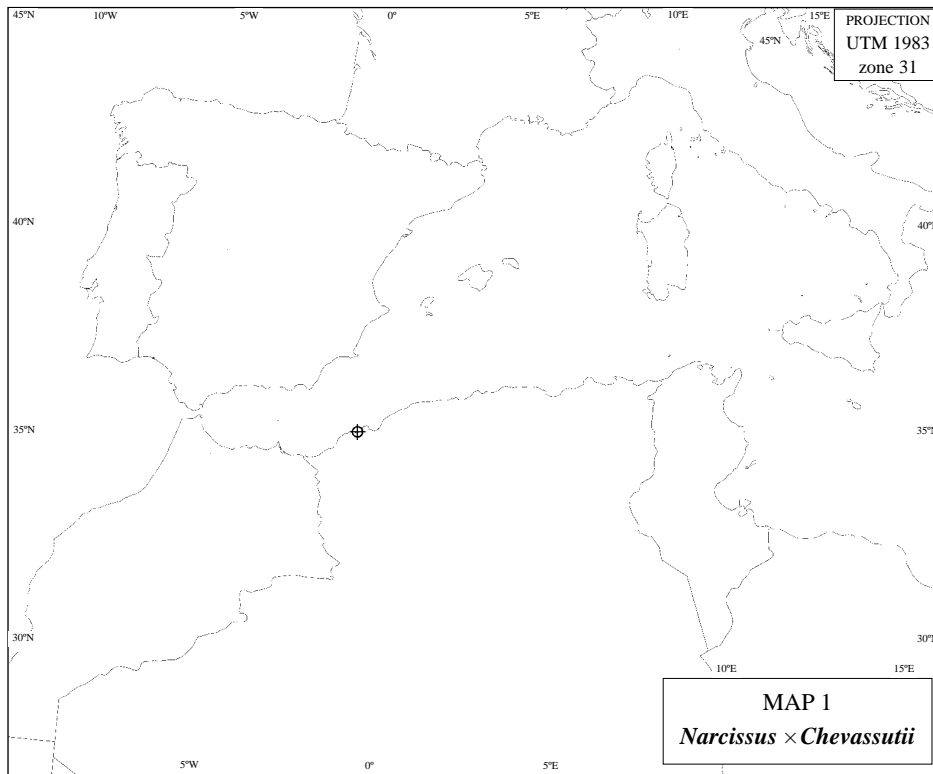 45ºN 10ºW 5ºW 0º 5ºE 10ºE 15ºE
PROJECTION
UTM 1983
zone 31
45ºN
40ºN 40ºN
35ºN 35ºN
30ºN 30ºN
10ºE 15ºE
MAP 1
Narcissus × Chevassutii
5ºW 0º 5ºE